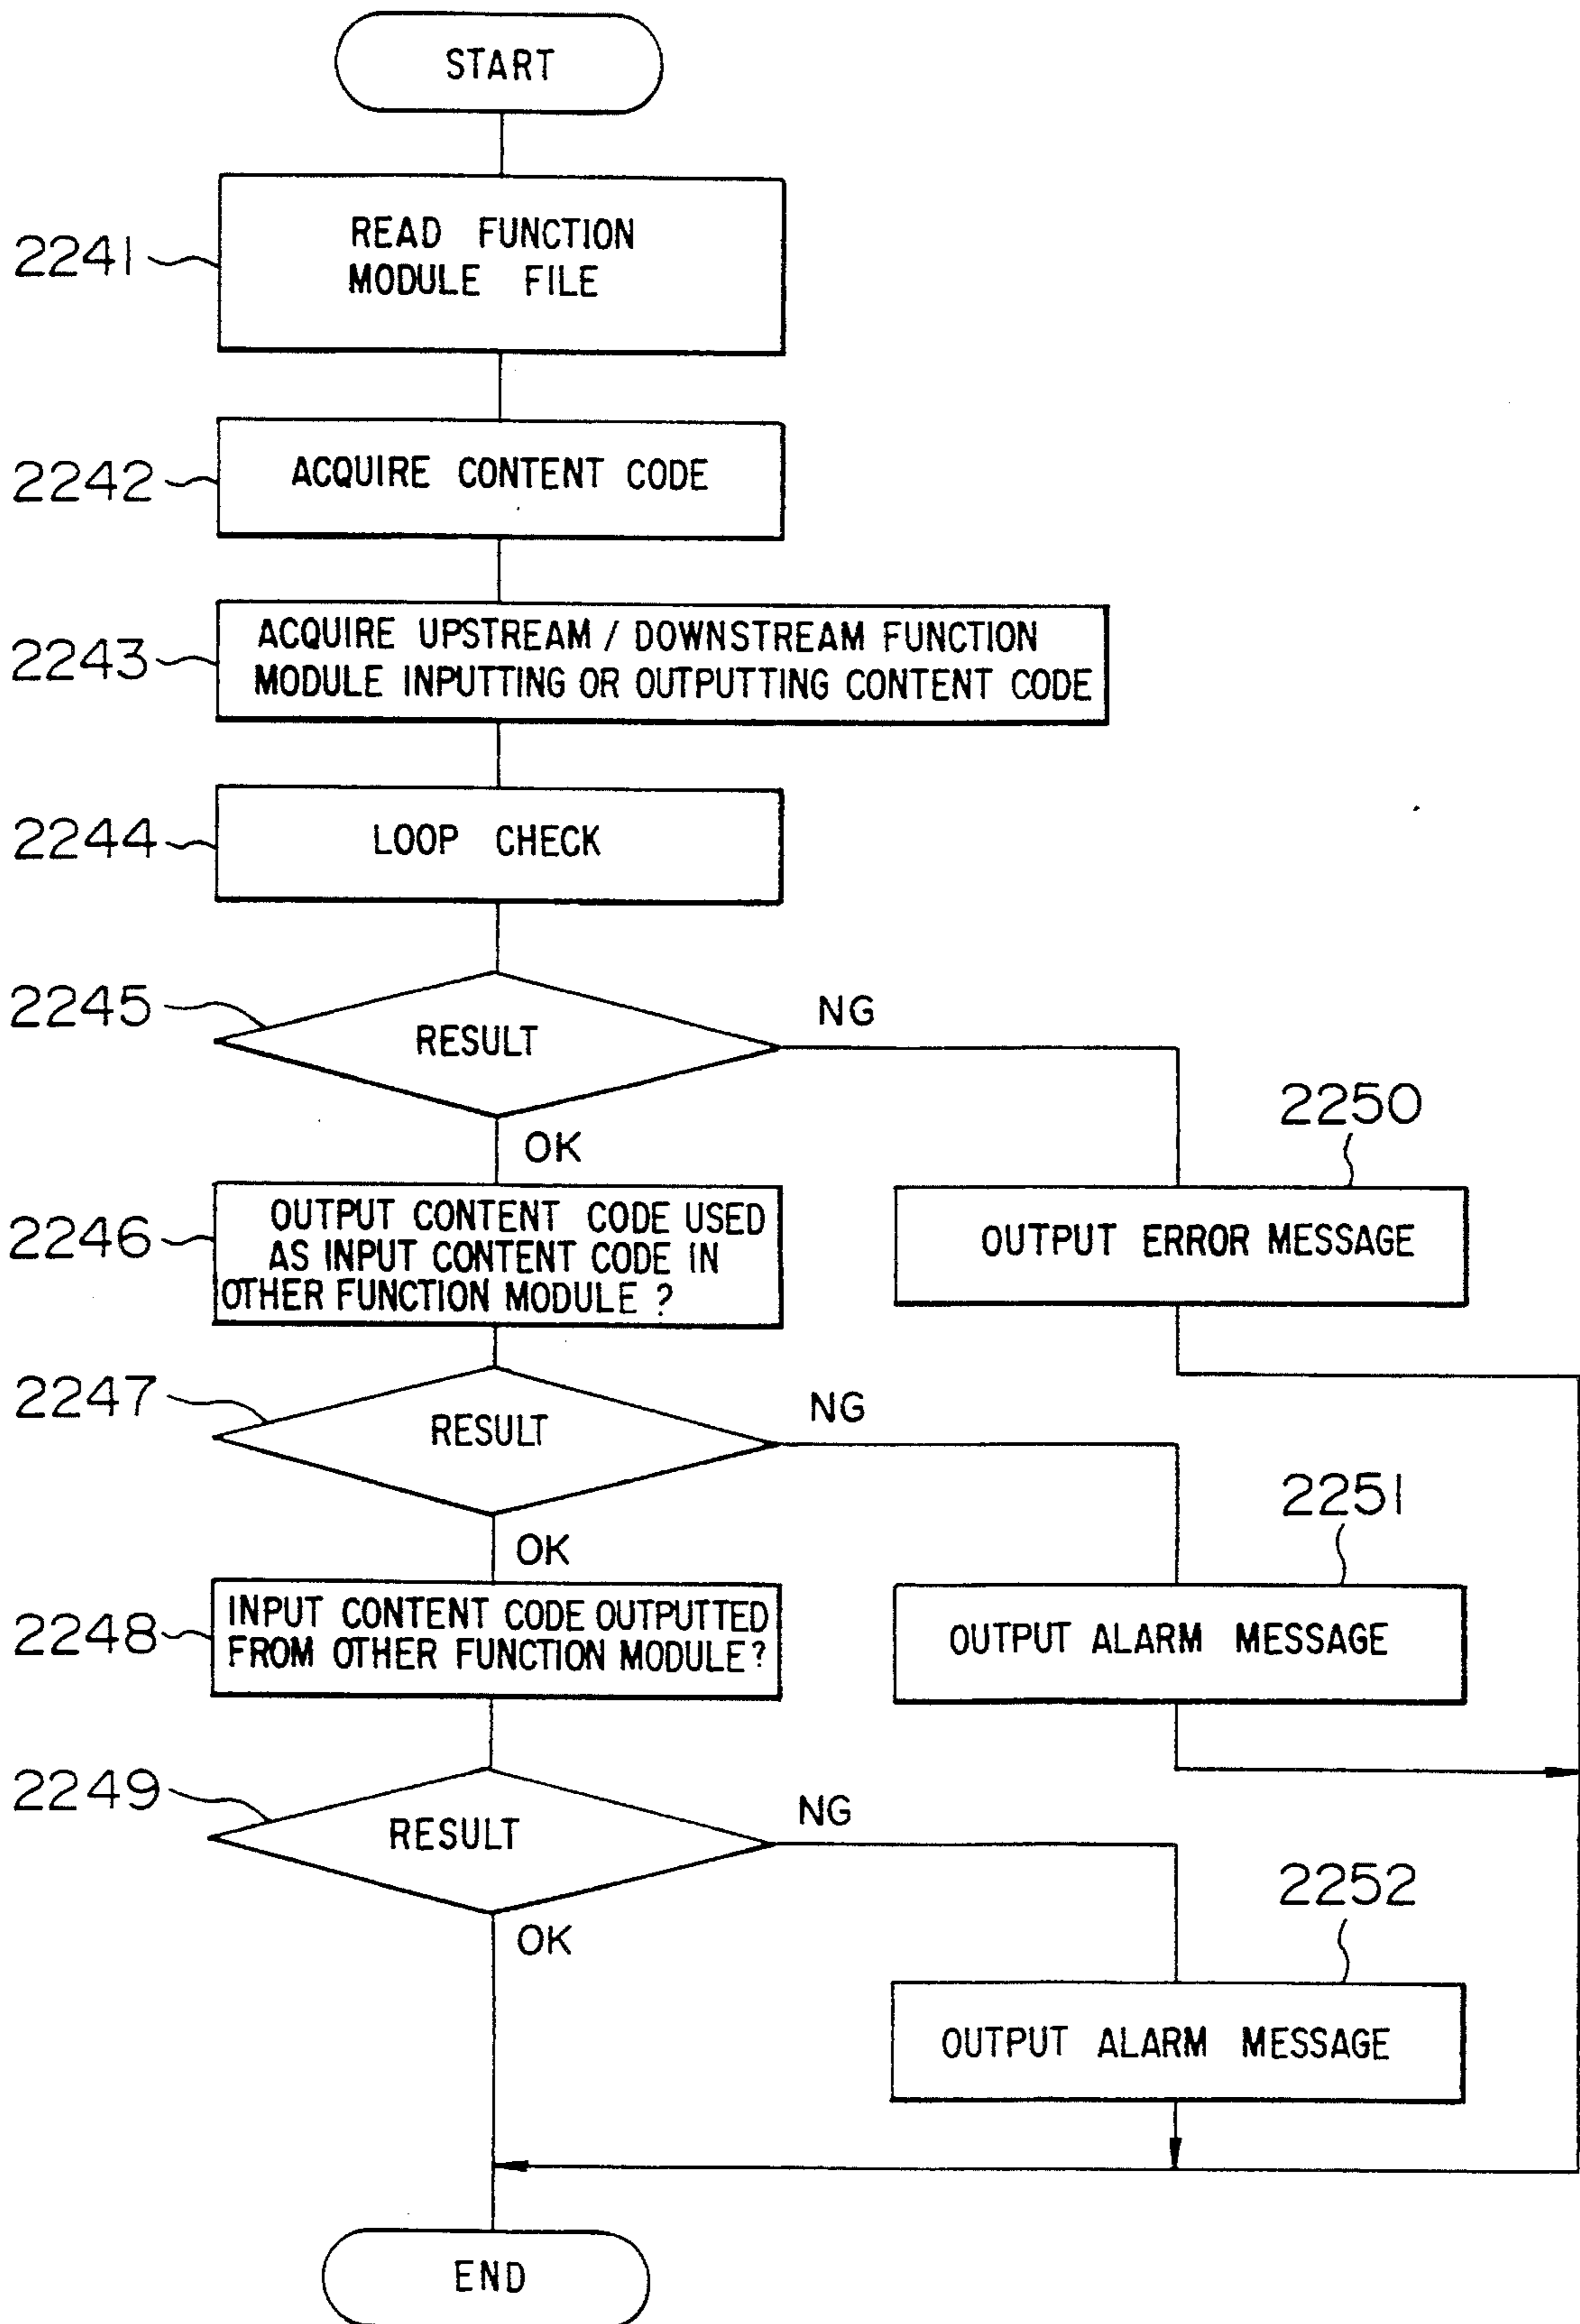 START
2241
READ FUNCTION
MODULE FILE
2242
ACQUIRE CONTENT CODE
2243
ACQUIRE UPSTREAM / DOWNSTREAM FUNCTION
MODULE INPUTTING OR OUTPUTTING CONTENT CODE
2244
LOOP CHECK
2245
RESULT
NG
OK
2250
OUTPUT ERROR MESSAGE
2246
OUTPUT CONTENT CODE USED
AS INPUT CONTENT CODE IN
OTHER FUNCTION MODULE ?
2247
RESULT
NG
OK
2251
OUTPUT ALARM MESSAGE
2248
INPUT CONTENT CODE OUTPUTTED
FROM OTHER FUNCTION MODULE?
2249
RESULT
NG
OK
2252
OUTPUT ALARM MESSAGE
END